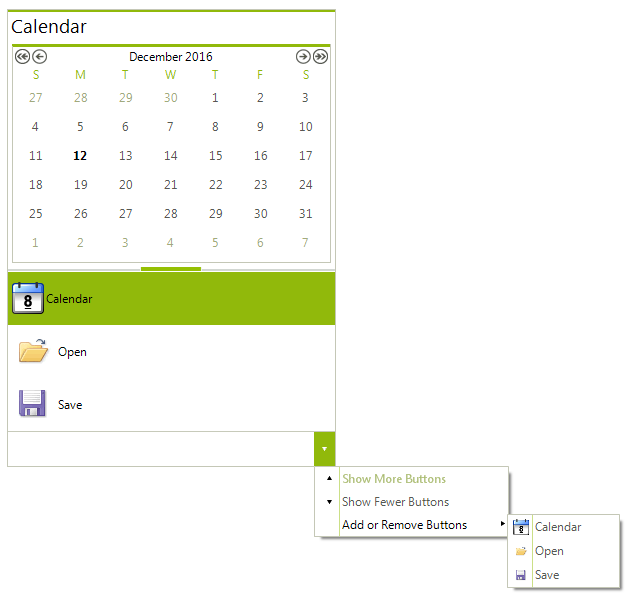 Calendar
December 2016
S M T W T F S
27 28 29 30 1 2 3
4 5 6 7 8 9 10
11 12 13 14 15 16 17
18 19 20 21 22 23 24
25 26 27 28 29 30 31
1 2 3 4 5 6 7
8 Calendar
Open
Save
Show More Buttons
Show Fewer Buttons
Add or Remove Buttons
8 Calendar
Open
Save